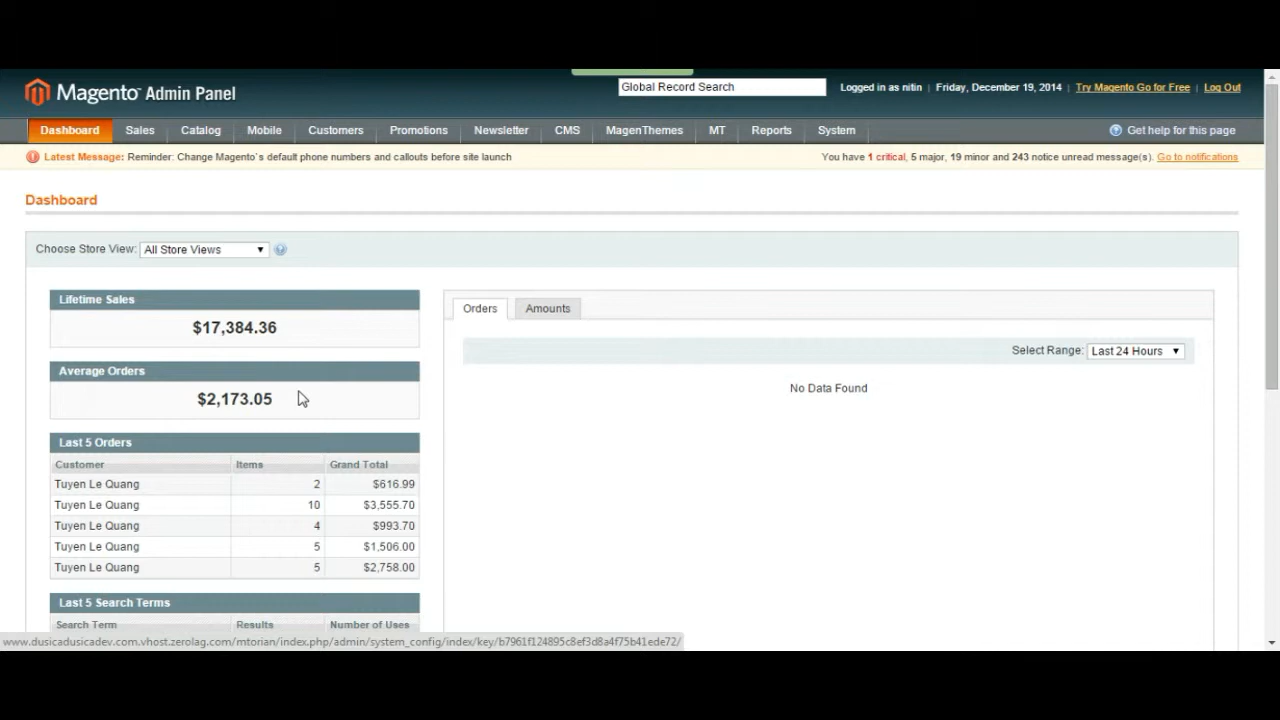 Magento Admin Panel
Global Record Search
Logged in as nitin | Friday, December 19, 2014 | Try Magento Go for Free | Log Out
Dashboard Sales Catalog Mobile Customers Promotions Newsletter CMS MagenThemes MT Reports System
Get help for this page
Latest Message: Reminder: Change Magento`s default phone numbers and callouts before site launch
You have 1 critical, 5 major, 19 minor and 243 notice unread message(s). Go to notifications
Dashboard
Choose Store View: All Store Views
Lifetime Sales
$17,384.36
Average Orders
$2,173.05
Last 5 Orders
Customer Items Grand Total
Tuyen Le Quang 2 $616.99
Tuyen Le Quang 10 $3,555.70
Tuyen Le Quang 4 $993.70
Tuyen Le Quang 5 $1,506.00
Tuyen Le Quang 5 $2,758.00
Last 5 Search Terms
Search Term Results Number of Uses
Orders Amounts
Select Range: Last 24 Hours
No Data Found
www.dusicadusicadev.com.vhost.zerolag.com/mtorian/index.php/admin/system_config/index/key/b7961f124895c8ef3d8a4f75b41ede72/